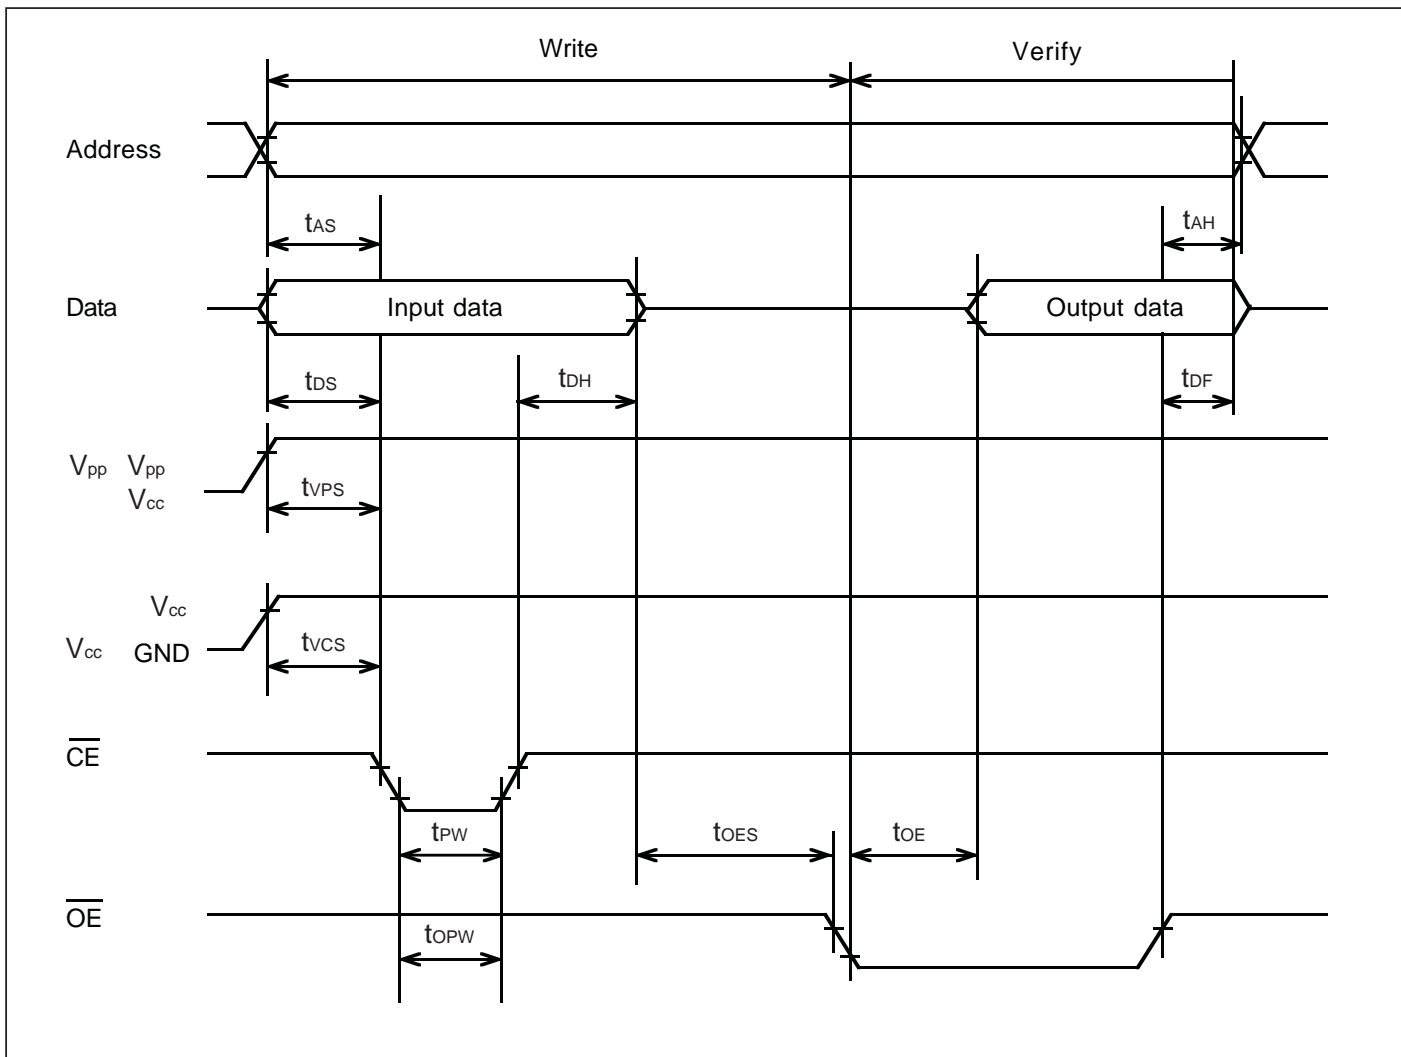 Write
Verify
Address
tAS
tAH
Data
Input data
Output data
tDS
tDH
tDF
Vpp
Vpp
Vcc
tVPS
Vcc
Vcc
GND
tVCS
CE
tPW
tOES
tOE
OE
tOPW